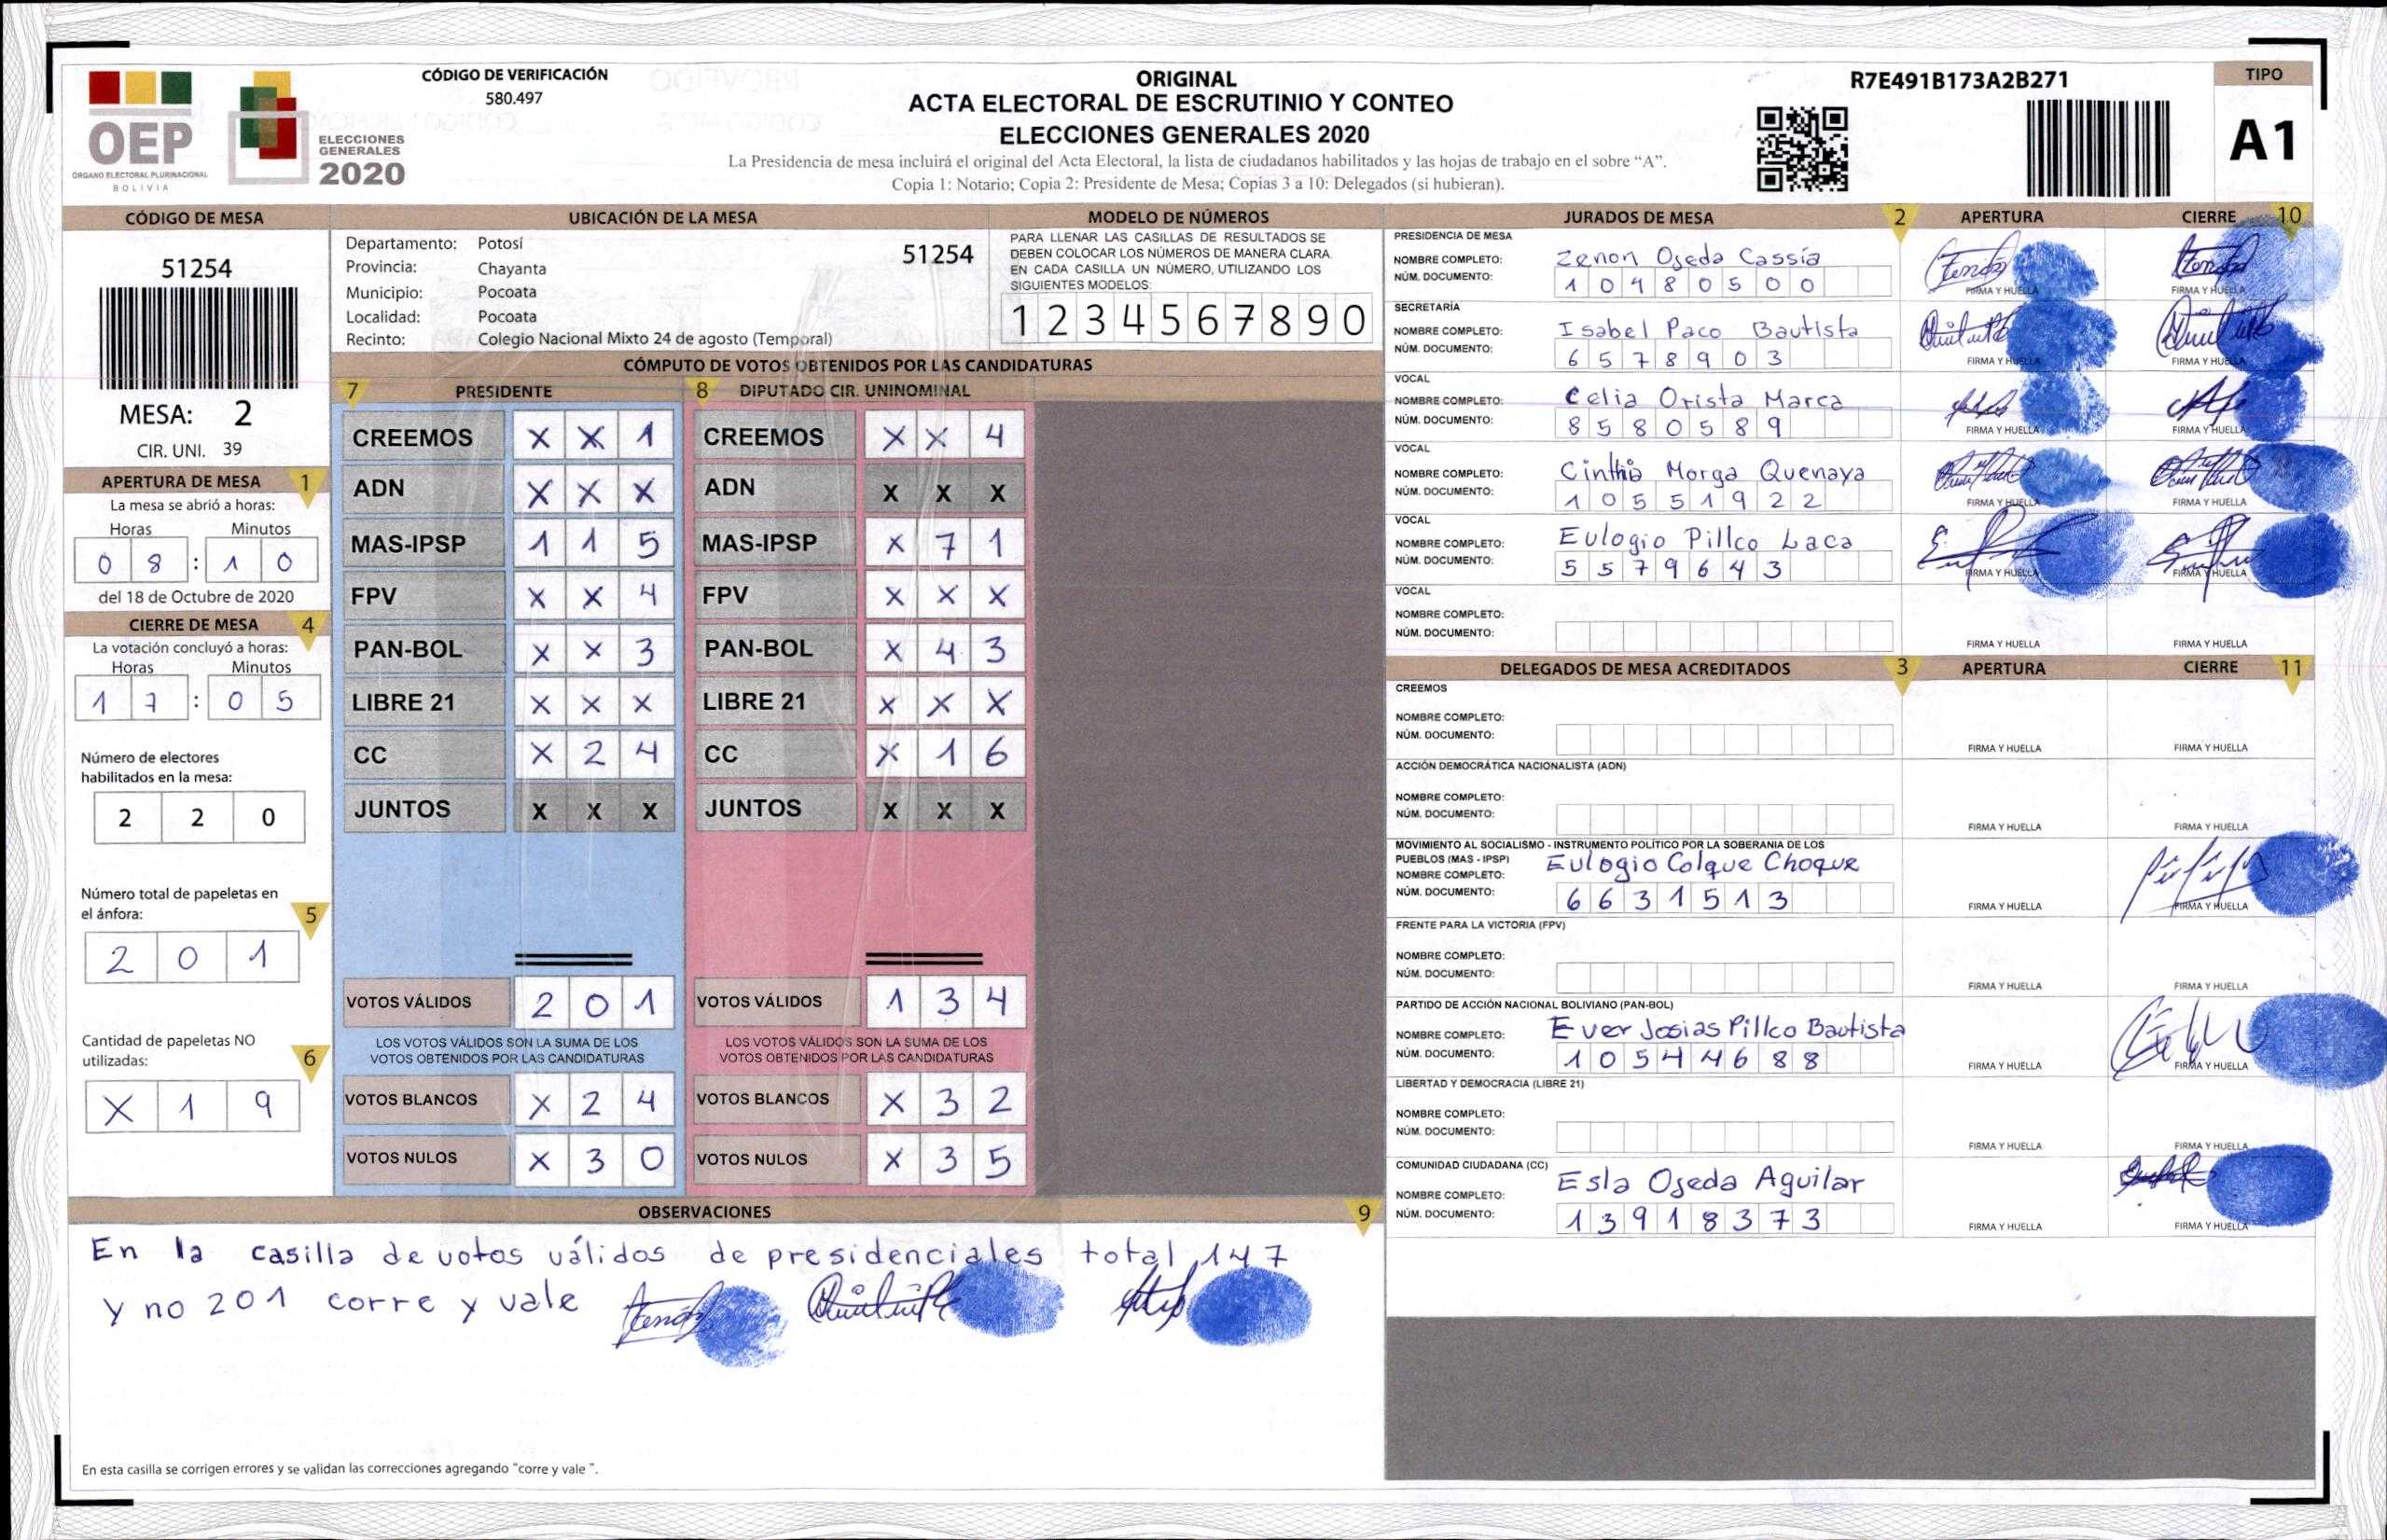 OEP
ÓRGANO ELECTORAL PLURINACIONAL
BOLIVIA
ELECCIONES
GENERALES
2020
CÓDIGO DE VERIFICACIÓN
580.497
ORIGINAL
ACTA ELECTORAL DE ESCRUTINIO Y CONTEO
ELECCIONES GENERALES 2020
La Presidencia de mesa incluirá el original del Acta Electoral, la lista de ciudadanos habilitados y las hojas de trabajo en el sobre “A”.
Copia 1: Notario; Copia 2: Presidente de Mesa; Copias 3 a 10: Delegados (si hubieran).
R7E491B173A2B271
TIPO
A1
CÓDIGO DE MESA
51254
MESA: 2
CIR. UNI. 39
APERTURA DE MESA 1
La mesa se abrió a horas:
Horas Minutos
0 8 : 1 0
del 18 de Octubre de 2020
CIERRE DE MESA 4
La votación concluyó a horas:
Horas Minutos
1 7 : 0 5
Número de electores
habilitados en la mesa:
2 2 0
Número total de papeletas en
el ánfora: 5
2 0 1
Cantidad de papeletas NO
utilizadas: 6
X 1 9
UBICACIÓN DE LA MESA
Departamento: Potosí 51254
Provincia: Chayanta
Municipio: Pocoata
Localidad: Pocoata
Recinto: Colegio Nacional Mixto 24 de agosto (Temporal)
MODELO DE NÚMEROS
PARA LLENAR LAS CASILLAS DE RESULTADOS SE
DEBEN COLOCAR LOS NÚMEROS DE MANERA CLARA.
EN CADA CASILLA UN NÚMERO, UTILIZANDO LOS
SIGUIENTES MODELOS:
1 2 3 4 5 6 7 8 9 0
CÓMPUTO DE VOTOS OBTENIDOS POR LAS CANDIDATURAS
7 PRESIDENTE 8 DIPUTADO CIR. UNINOMINAL
CREEMOS X X 1 CREEMOS X X 4
ADN X X X ADN X X X
MAS-IPSP 1 1 5 MAS-IPSP X 7 1
FPV X X 4 FPV X X X
PAN-BOL X X 3 PAN-BOL X 4 3
LIBRE 21 X X X LIBRE 21 X X X
CC X 2 4 CC X 1 6
JUNTOS X X X JUNTOS X X X
VOTOS VÁLIDOS 2 0 1 VOTOS VÁLIDOS 1 3 4
LOS VOTOS VÁLIDOS SON LA SUMA DE LOS LOS VOTOS VÁLIDOS SON LA SUMA DE LOS
VOTOS OBTENIDOS POR LAS CANDIDATURAS VOTOS OBTENIDOS POR LAS CANDIDATURAS
VOTOS BLANCOS X 2 4 VOTOS BLANCOS X 3 2
VOTOS NULOS X 3 0 VOTOS NULOS X 3 5
OBSERVACIONES 9
En la casilla de votos válidos de presidenciales total 147
y no 201 corre y vale
En esta casilla se corrigen errores y se validan las correcciones agregando "corre y vale ".
JURADOS DE MESA 2 APERTURA CIERRE 10
PRESIDENCIA DE MESA
NOMBRE COMPLETO: Zenon Ojeda Cassía
NÚM. DOCUMENTO: 1 0 4 8 0 5 0 0
FIRMA Y HUELLA FIRMA Y HUELLA
SECRETARÍA
NOMBRE COMPLETO: Isabel Paco Bautista
NÚM. DOCUMENTO: 6 5 7 8 9 0 3
FIRMA Y HUELLA FIRMA Y HUELLA
VOCAL
NOMBRE COMPLETO: Celia Orista Marca
NÚM. DOCUMENTO: 8 5 8 0 5 8 9
FIRMA Y HUELLA FIRMA Y HUELLA
VOCAL
NOMBRE COMPLETO: Cinthia Morga Quenaya
NÚM. DOCUMENTO: 1 0 5 5 1 9 2 2
FIRMA Y HUELLA FIRMA Y HUELLA
VOCAL
NOMBRE COMPLETO: Eulogio Pillco Laca
NÚM. DOCUMENTO: 5 5 7 9 6 4 3
FIRMA Y HUELLA FIRMA Y HUELLA
VOCAL
NOMBRE COMPLETO:
NÚM. DOCUMENTO:
FIRMA Y HUELLA FIRMA Y HUELLA
DELEGADOS DE MESA ACREDITADOS 3 APERTURA CIERRE 11
CREEMOS
NOMBRE COMPLETO:
NÚM. DOCUMENTO:
FIRMA Y HUELLA FIRMA Y HUELLA
ACCIÓN DEMOCRÁTICA NACIONALISTA (ADN)
NOMBRE COMPLETO:
NÚM. DOCUMENTO:
FIRMA Y HUELLA FIRMA Y HUELLA
MOVIMIENTO AL SOCIALISMO - INSTRUMENTO POLÍTICO POR LA SOBERANIA DE LOS
PUEBLOS (MAS - IPSP)
NOMBRE COMPLETO: Eulogio Colque Choque
NÚM. DOCUMENTO: 6 6 3 1 5 1 3
FIRMA Y HUELLA FIRMA Y HUELLA
FRENTE PARA LA VICTORIA (FPV)
NOMBRE COMPLETO:
NÚM. DOCUMENTO:
FIRMA Y HUELLA FIRMA Y HUELLA
PARTIDO DE ACCIÓN NACIONAL BOLIVIANO (PAN-BOL)
NOMBRE COMPLETO: Ever Josias Pillco Bautista
NÚM. DOCUMENTO: 1 0 5 4 4 6 8 8
FIRMA Y HUELLA FIRMA Y HUELLA
LIBERTAD Y DEMOCRACIA (LIBRE 21)
NOMBRE COMPLETO:
NÚM. DOCUMENTO:
FIRMA Y HUELLA FIRMA Y HUELLA
COMUNIDAD CIUDADANA (CC)
NOMBRE COMPLETO: Esla Ojeda Aguilar
NÚM. DOCUMENTO: 1 3 9 1 8 3 7 3
FIRMA Y HUELLA FIRMA Y HUELLA